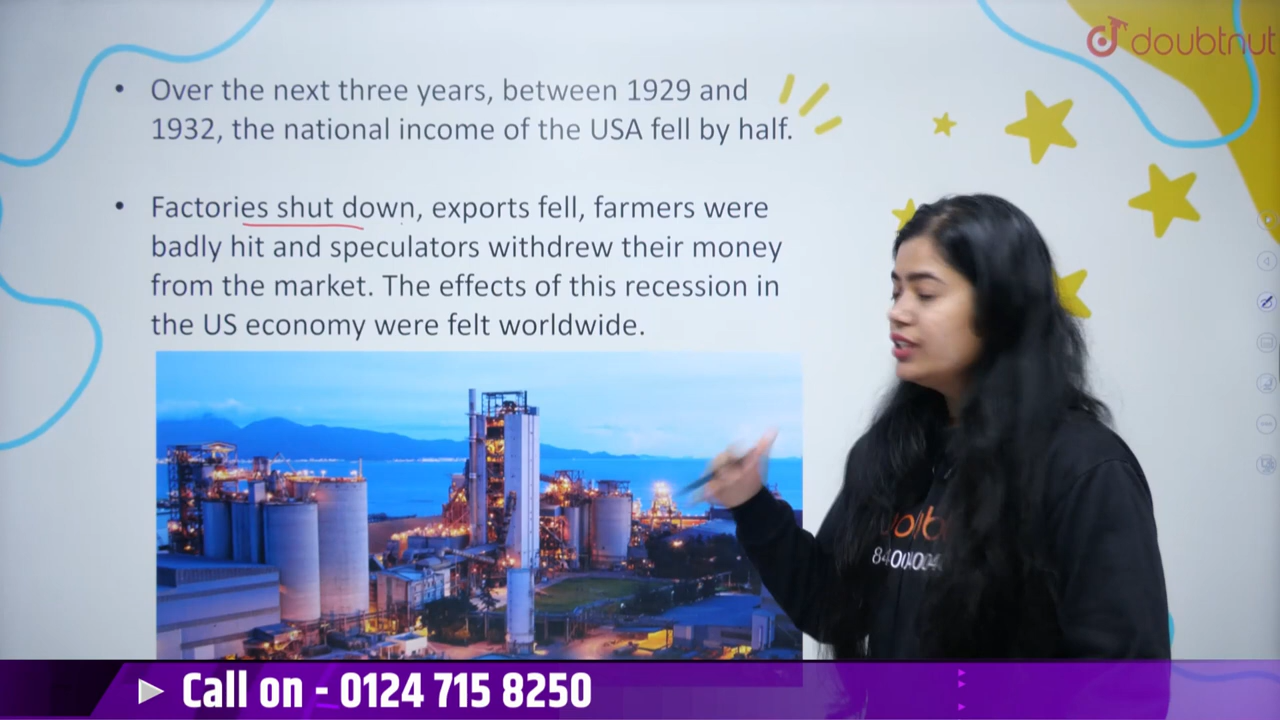 doubtnut
• Over the next three years, between 1929 and
1932, the national income of the USA fell by half.
• Factories shut down, exports fell, farmers were
badly hit and speculators withdrew their money
from the market. The effects of this recession in
the US economy were felt worldwide.
Call on - 0124 715 8250